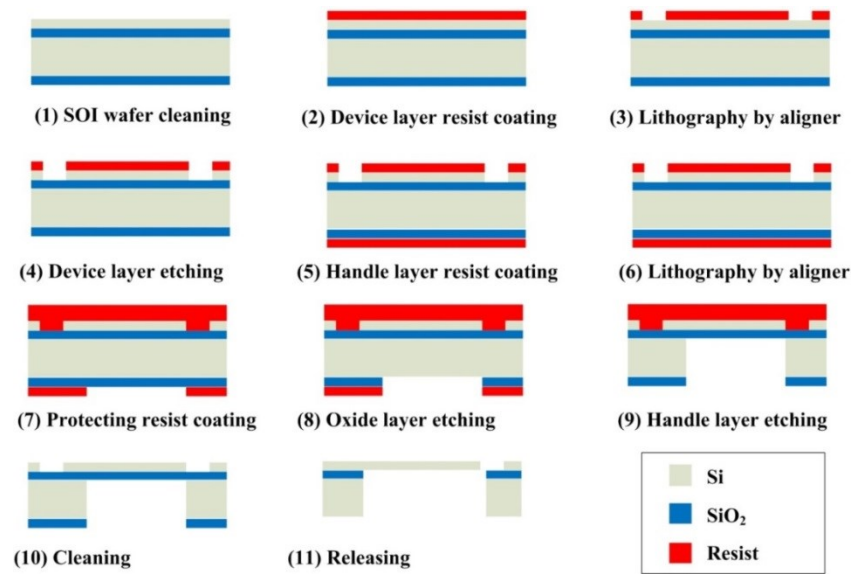 (1) SOI wafer cleaning
(2) Device layer resist coating
(3) Lithography by aligner
(4) Device layer etching
(5) Handle layer resist coating
(6) Lithography by aligner
(7) Protecting resist coating
(8) Oxide layer etching
(9) Handle layer etching
(10) Cleaning
(11) Releasing
Si
SiO₂
Resist